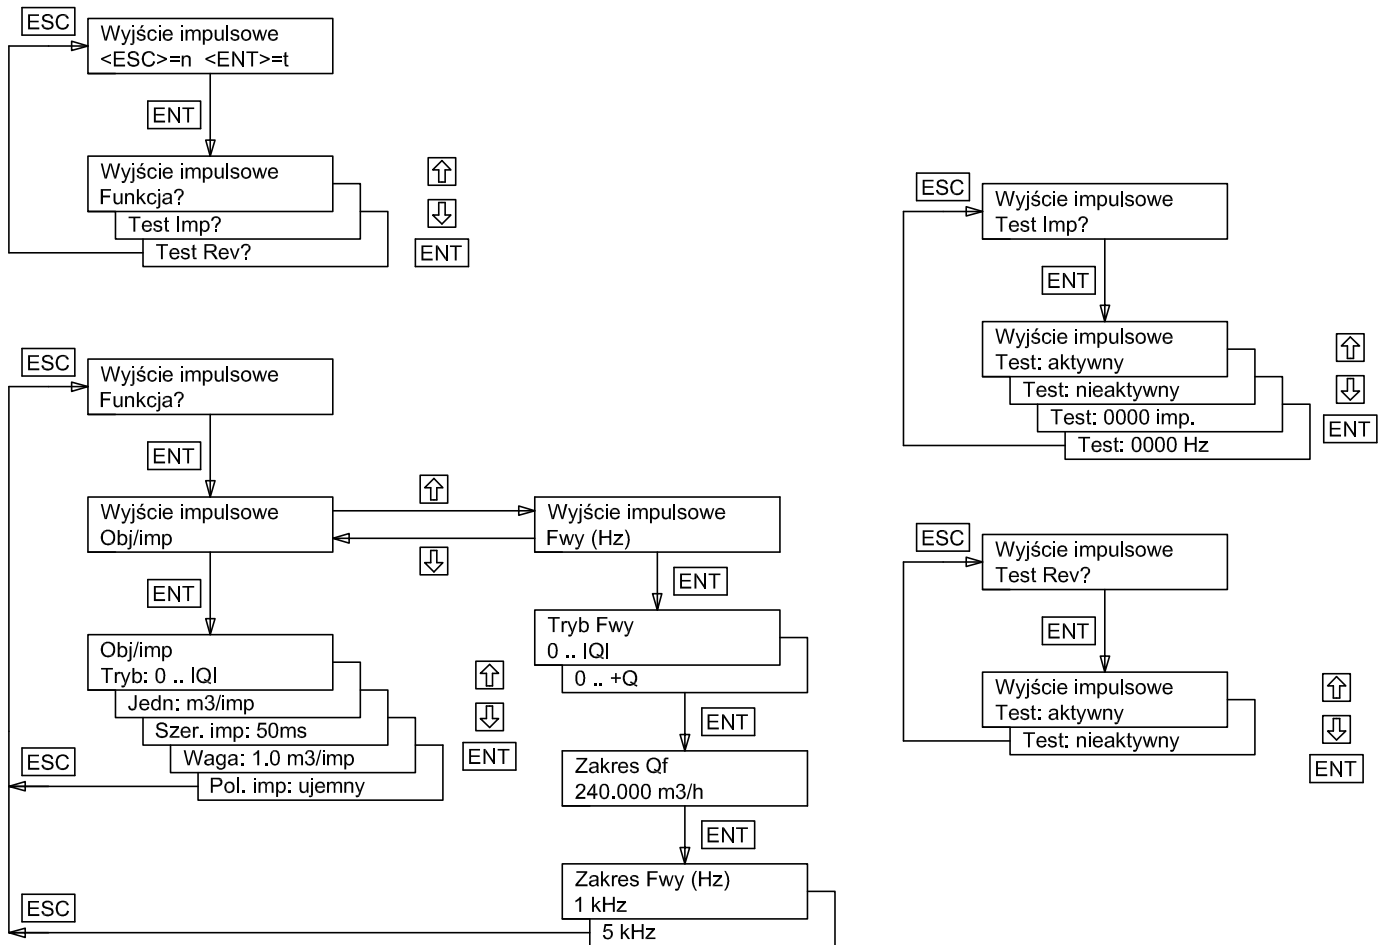 ESC
Wyjście impulsowe
<ESC>=n <ENT>=t
ENT
Wyjście impulsowe
Funkcja?
Test Imp?
Test Rev?
ENT
ESC
Wyjście impulsowe
Funkcja?
ENT
Wyjście impulsowe
Obj/imp
Wyjście impulsowe
Fwy (Hz)
ENT
Obj/imp
Tryb: 0 .. IQI
Jedn: m3/imp
Szer. imp: 50ms
Waga: 1.0 m3/imp
Pol. imp: ujemny
ENT
ESC
ENT
Tryb Fwy
0 .. IQI
0 .. +Q
ENT
Zakres Qf
240.000 m3/h
ENT
Zakres Fwy (Hz)
1 kHz
5 kHz
ESC
ESC
Wyjście impulsowe
Test Imp?
ENT
Wyjście impulsowe
Test: aktywny
Test: nieaktywny
Test: 0000 imp.
Test: 0000 Hz
ENT
ESC
Wyjście impulsowe
Test Rev?
ENT
Wyjście impulsowe
Test: aktywny
Test: nieaktywny
ENT